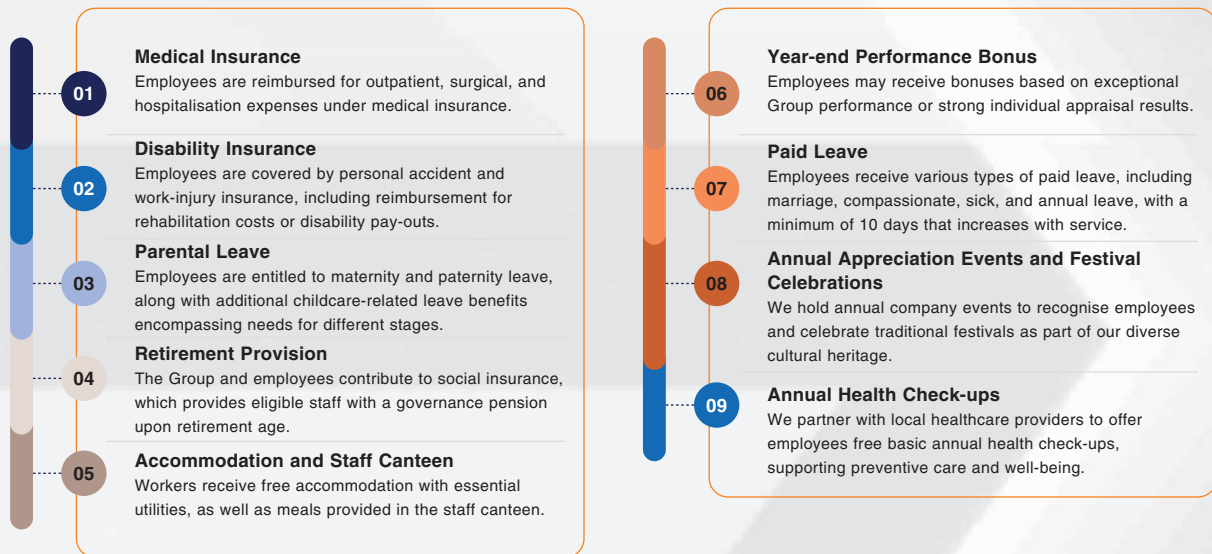 01
Medical Insurance
Employees are reimbursed for outpatient, surgical, and
hospitalisation expenses under medical insurance.
02
Disability Insurance
Employees are covered by personal accident and
work-injury insurance, including reimbursement for
rehabilitation costs or disability pay-outs.
03
Parental Leave
Employees are entitled to maternity and paternity leave,
along with additional childcare-related leave benefits
encompassing needs for different stages.
04
Retirement Provision
The Group and employees contribute to social insurance,
which provides eligible staff with a governance pension
upon retirement age.
05
Accommodation and Staff Canteen
Workers receive free accommodation with essential
utilities, as well as meals provided in the staff canteen.
06
Year-end Performance Bonus
Employees may receive bonuses based on exceptional
Group performance or strong individual appraisal results.
07
Paid Leave
Employees receive various types of paid leave, including
marriage, compassionate, sick, and annual leave, with a
minimum of 10 days that increases with service.
08
Annual Appreciation Events and Festival
Celebrations
We hold annual company events to recognise employees
and celebrate traditional festivals as part of our diverse
cultural heritage.
09
Annual Health Check-ups
We partner with local healthcare providers to offer
employees free basic annual health check-ups,
supporting preventive care and well-being.